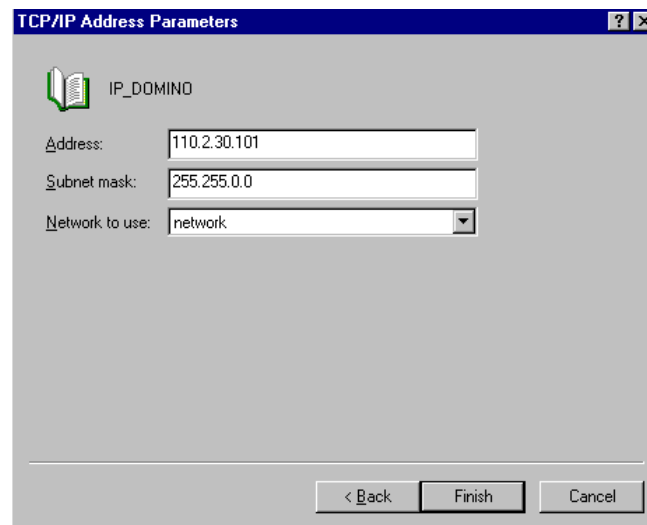 TCP/IP Address Parameters
IP_DOMINO
Address: 110.2.30.101
Subnet mask: 255.255.0.0
Network to use: network
< Back Finish Cancel